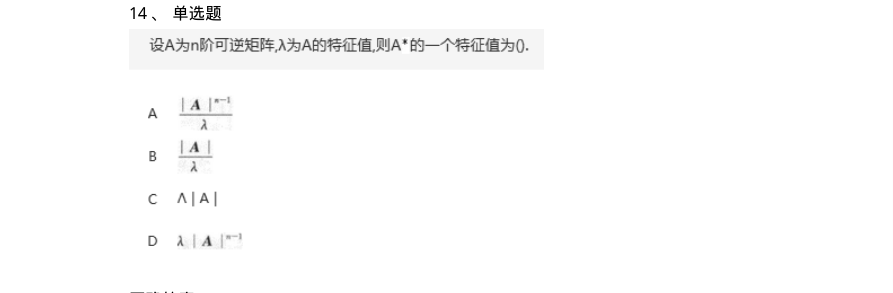 14、 单选题
设A为n阶可逆矩阵,λ为A的特征值,则A*的一个特征值为().
A |A|ⁿ⁻¹/λ
B |A|/λ
C Λ|A|
D λ|A|ⁿ⁻¹